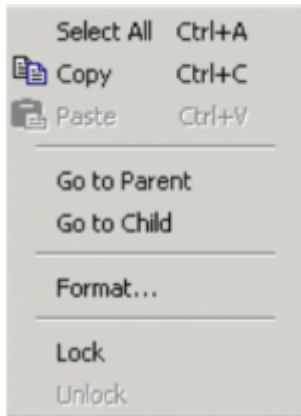 Select All Ctrl+A
Copy Ctrl+C
Paste Ctrl+V
Go to Parent
Go to Child
Format...
Lock
Unlock